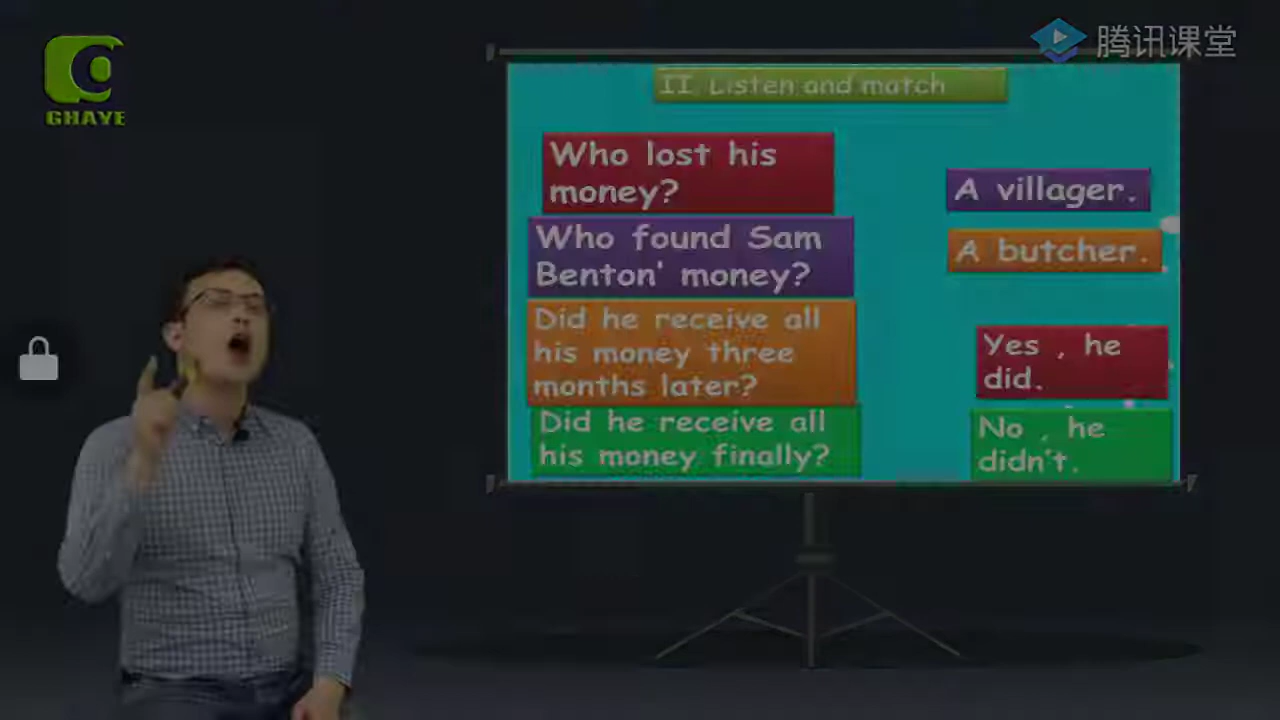 GHAYE
腾讯课堂
II Listen and match
Who lost his
money?
A villager.
Who found Sam
Benton' money?
A butcher.
Did he receive all
his money three
months later?
Yes , he
did.
Did he receive all
his money finally?
No , he
didn't.